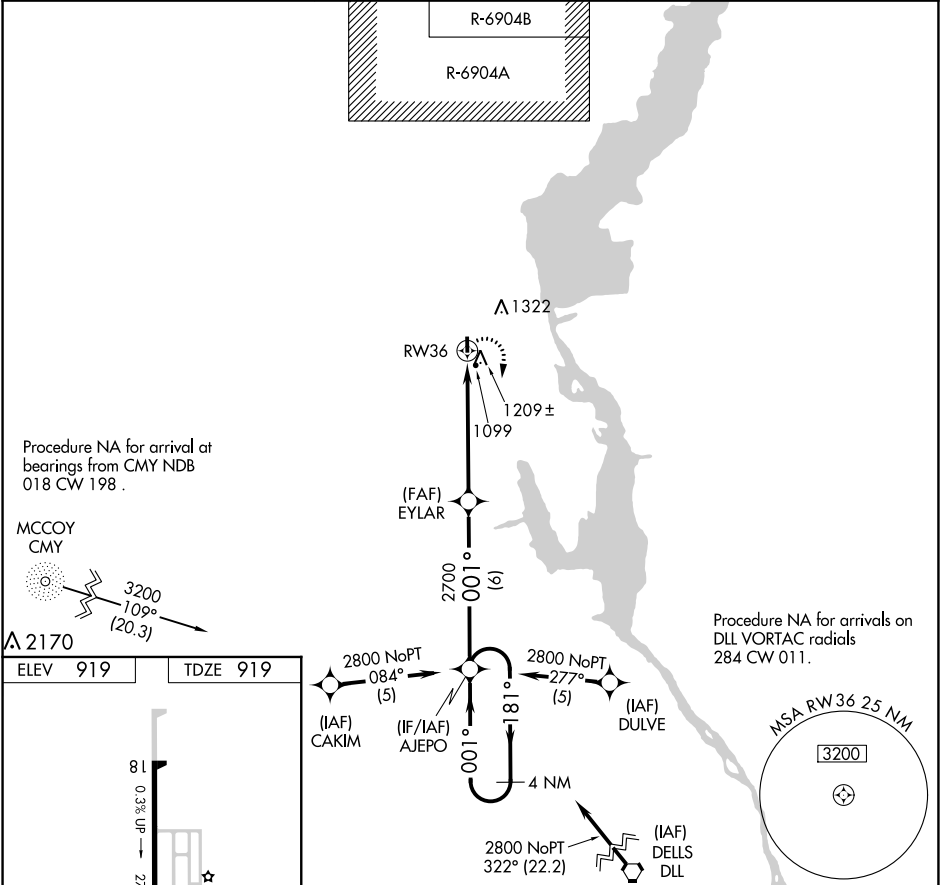 R-6904B
R-6904A
1322
RW36
1209 ±
1099
Procedure NA for arrival at
bearings from CMY NDB
018 CW 198 .
(FAF)
EYLAR
MCCOY
CMY
3200
109°
(20.3)
2700
001°
(6)
2170
Procedure NA for arrivals on
DLL VORTAC radials
284 CW 011.
ELEV 919
TDZE 919
2800 NoPT
084°
(5)
2800 NoPT
277°
(5)
(IAF)
CAKIM
(IF/IAF)
AJEPO
001°
181°
(IAF)
DULVE
MSA RW36 25 NM
3200
18
0.3% UP
4 NM
2800 NoPT
322° (22.2)
(IAF)
DELLS
DLL